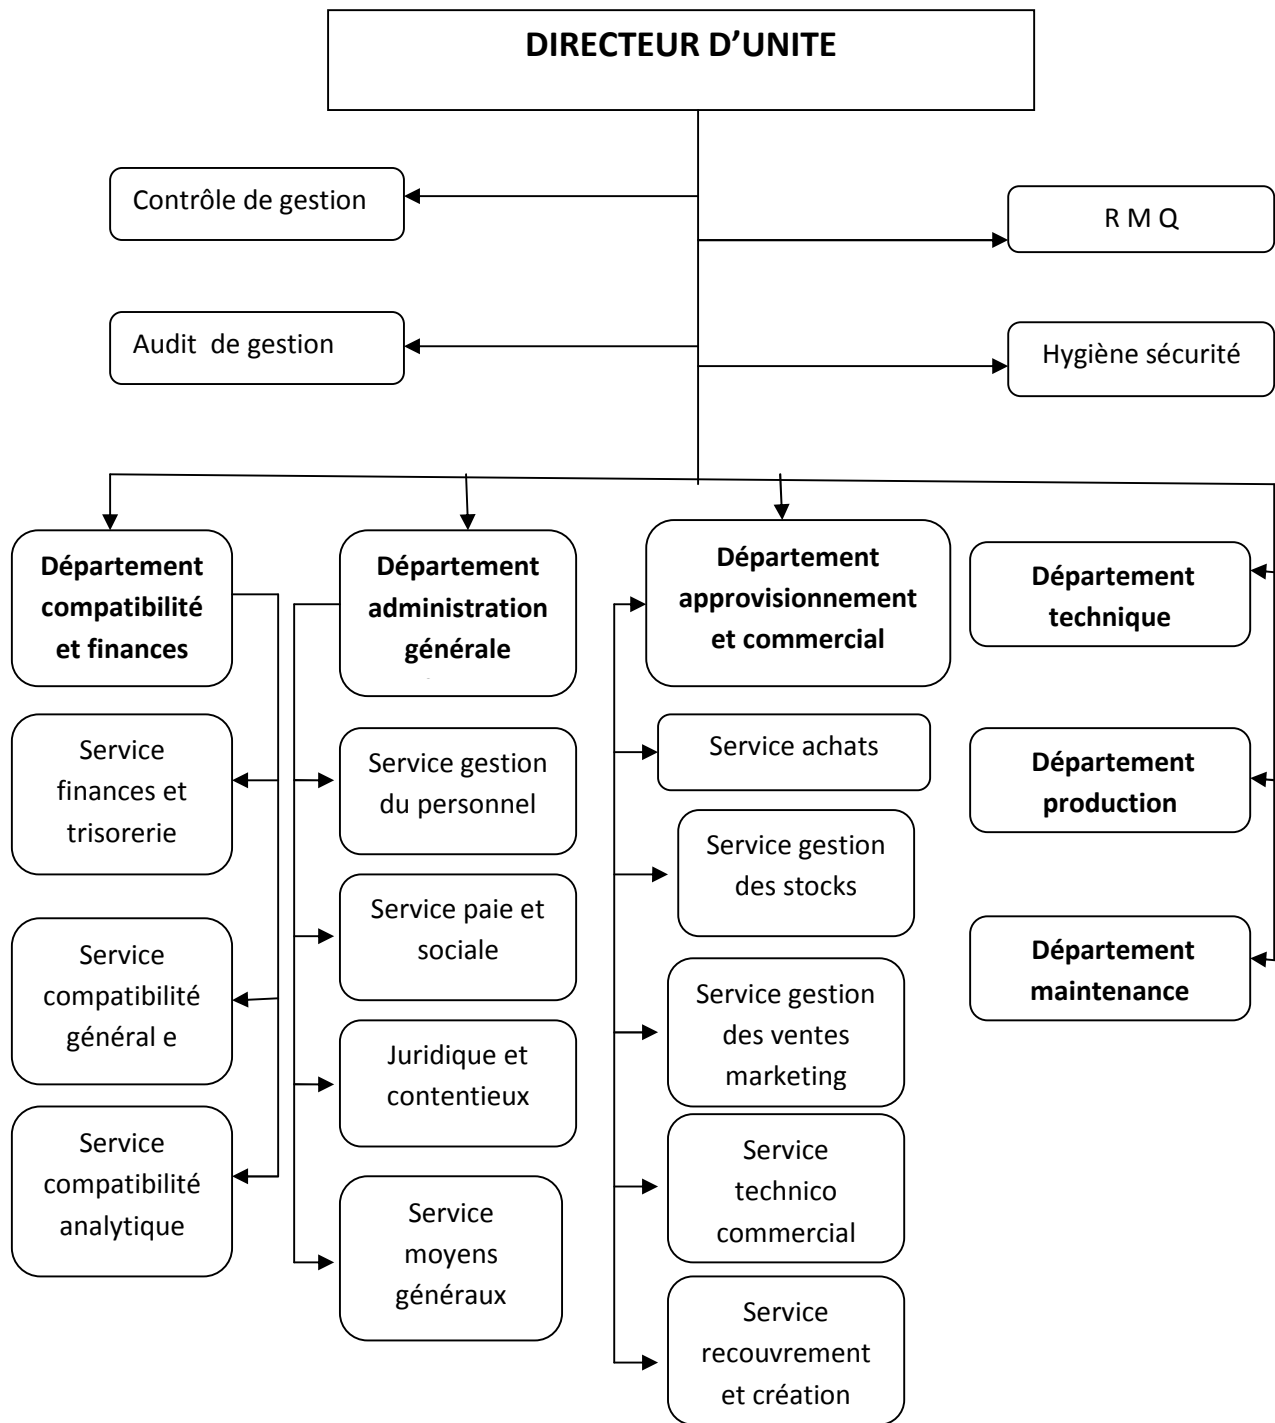 DIRECTEUR D’UNITE
Contrôle de gestion
R M Q
Audit de gestion
Hygiène sécurité
Département
compatibilité
et finances
Service
finances et
trisorerie
Service
compatibilité
général e
Service
compatibilité
analytique
Département
administration
générale
Service gestion
du personnel
Service paie et
sociale
Juridique et
contentieux
Service
moyens
généraux
Département
approvisionnement
et commercial
Service achats
Service gestion
des stocks
Service gestion
des ventes
marketing
Service
technico
commercial
Service
recouvrement
et création
Département
technique
Département
production
Département
maintenance